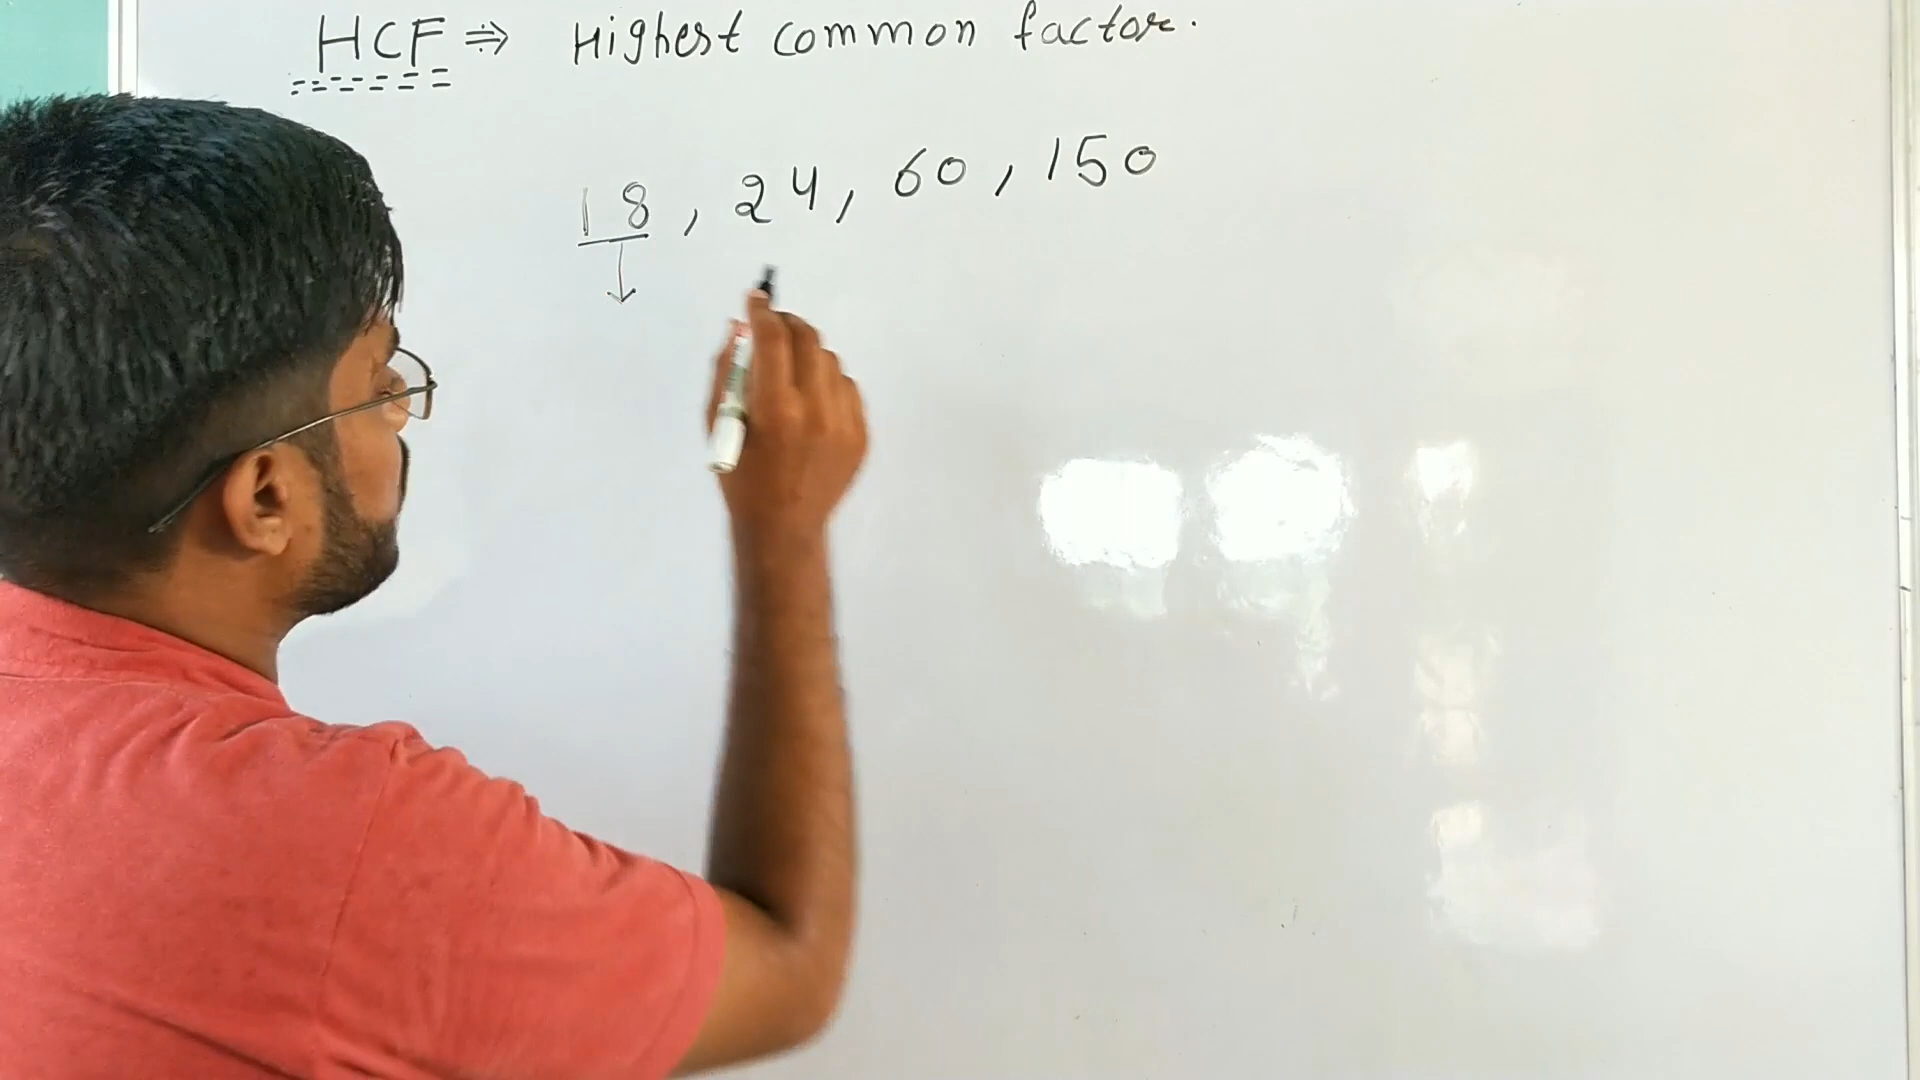 HCF ⇒ Highest common factor.
18, 24, 60, 150